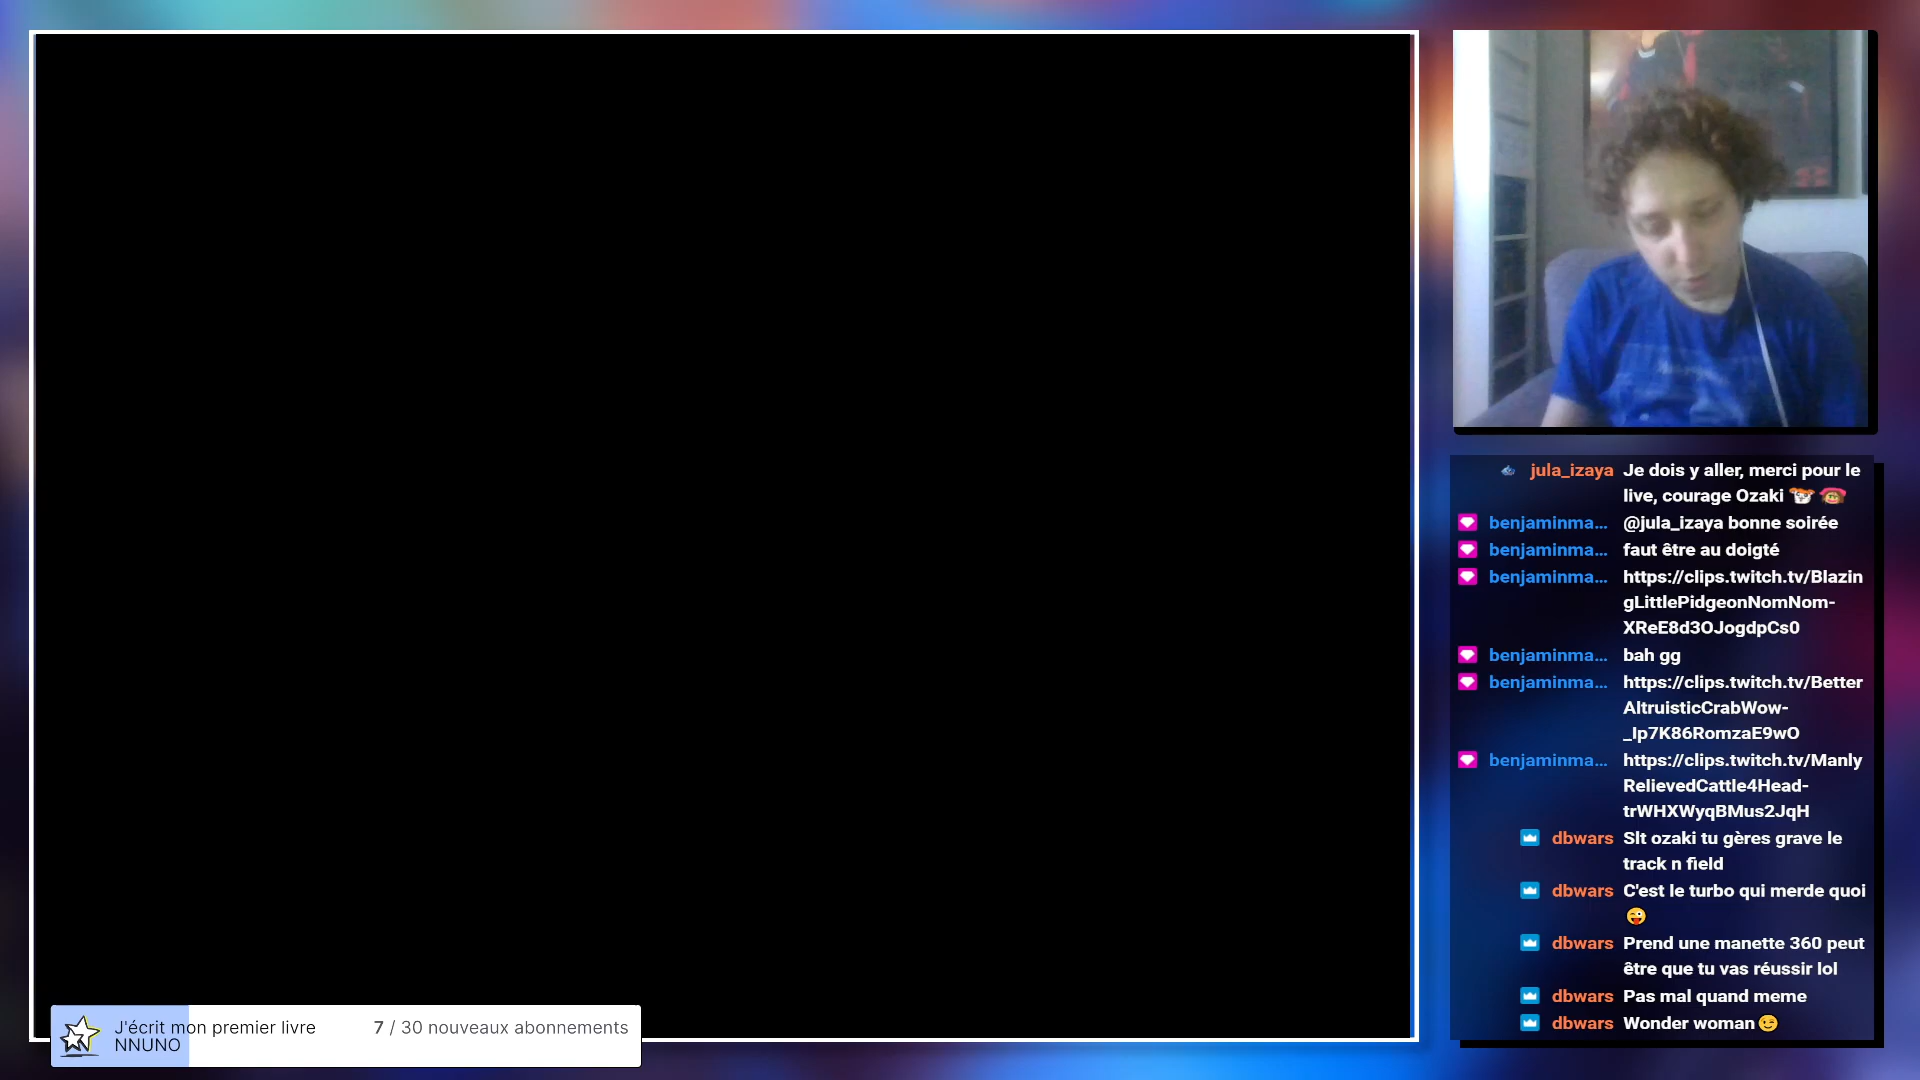 jula_izaya Je dois y aller, merci pour le
live, courage Ozaki
benjaminma... @jula_izaya bonne soirée
benjaminma... faut être au doigté
benjaminma... https://clips.twitch.tv/Blazin
gLittlePidgeonNomNom-
XReE8d3OJogdpCs0
benjaminma... bah gg
benjaminma... https://clips.twitch.tv/Better
AltruisticCrabWow-
_Ip7K86RomzaE9wO
benjaminma... https://clips.twitch.tv/Manly
RelievedCattle4Head-
trWHXWyqBMus2JqH
dbwars Slt ozaki tu gères grave le
track n field
dbwars C'est le turbo qui merde quoi
😜
dbwars Prend une manette 360 peut
être que tu vas réussir lol
dbwars Pas mal quand meme
dbwars Wonder woman😉
J'écrit mon premier livre 7 / 30 nouveaux abonnements
NNUNO